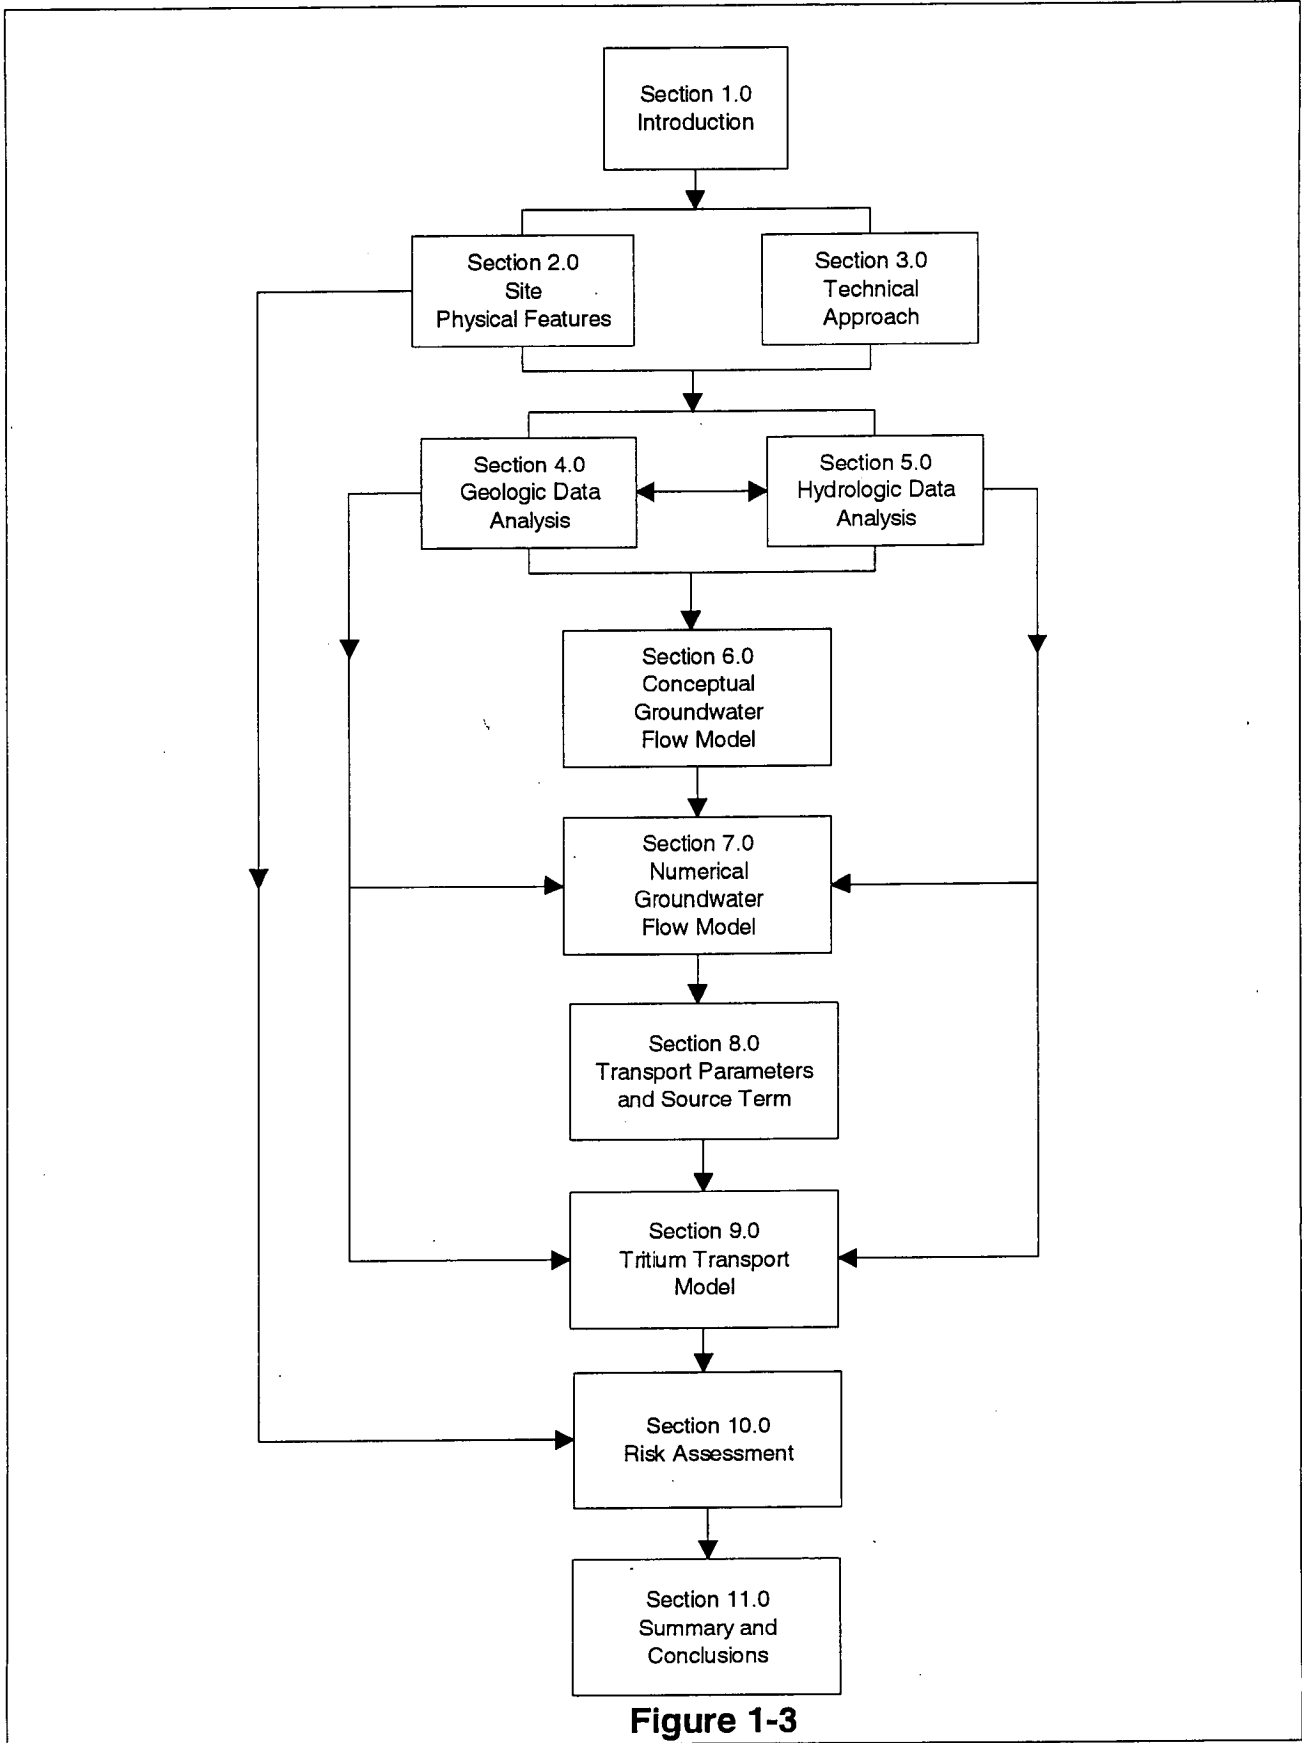 Section 1.0
Introduction
Section 2.0
Site
Physical Features
Section 3.0
Technical
Approach
Section 4.0
Geologic Data
Analysis
Section 5.0
Hydrologic Data
Analysis
Section 6.0
Conceptual
Groundwater
Flow Model
Section 7.0
Numerical
Groundwater
Flow Model
Section 8.0
Transport Parameters
and Source Term
Section 9.0
Tritium Transport
Model
Section 10.0
Risk Assessment
Section 11.0
Summary and
Conclusions
Figure 1-3